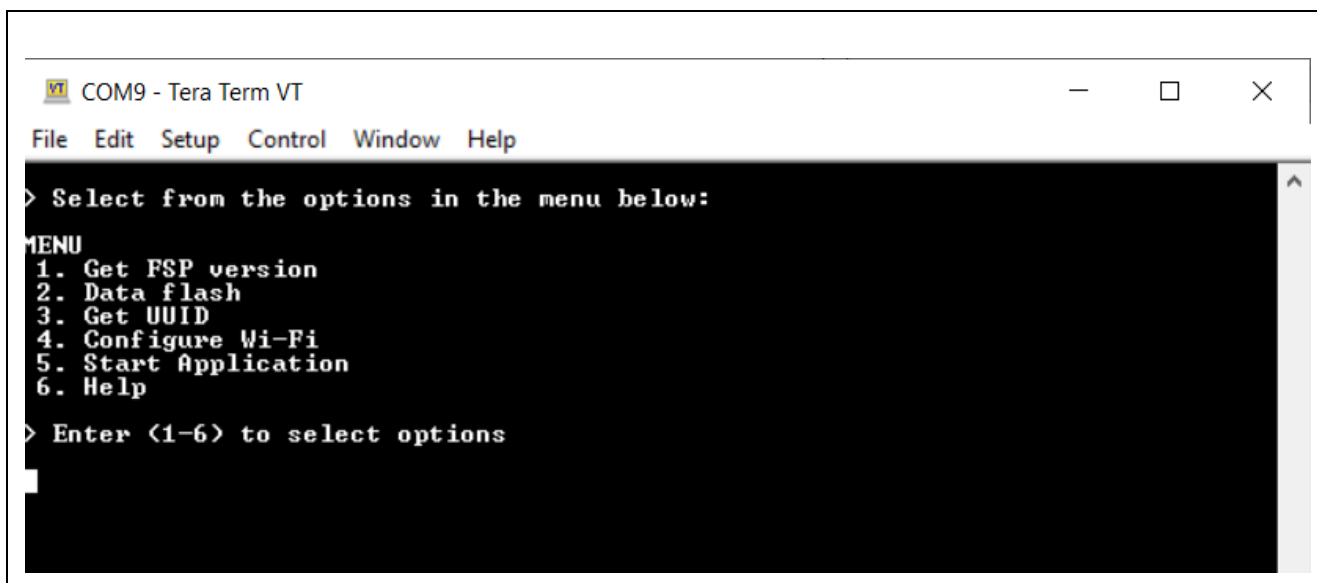 VT COM9 - Tera Term VT
File Edit Setup Control Window Help
> Select from the options in the menu below:
MENU
1. Get FSP version
2. Data flash
3. Get UUID
4. Configure Wi-Fi
5. Start Application
6. Help
> Enter (1-6) to select options